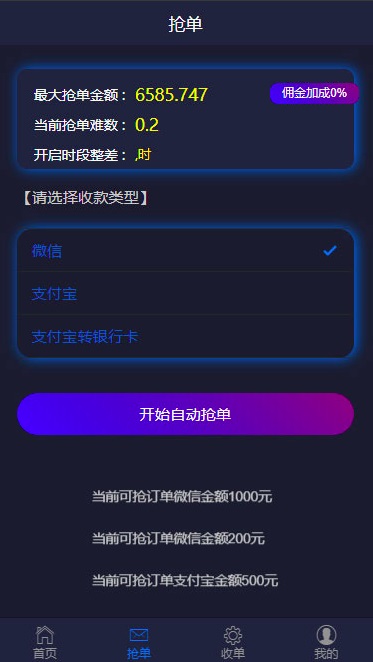 抢单
最大抢单金额： 6585.747
佣金加成0%
当前抢单难数： 0.2
开启时段整差： ,时
【请选择收款类型】
微信
支付宝
支付宝转银行卡
开始自动抢单
当前可抢订单微信金额1000元
当前可抢订单微信金额200元
当前可抢订单支付宝金额500元
首页
抢单
收单
我的